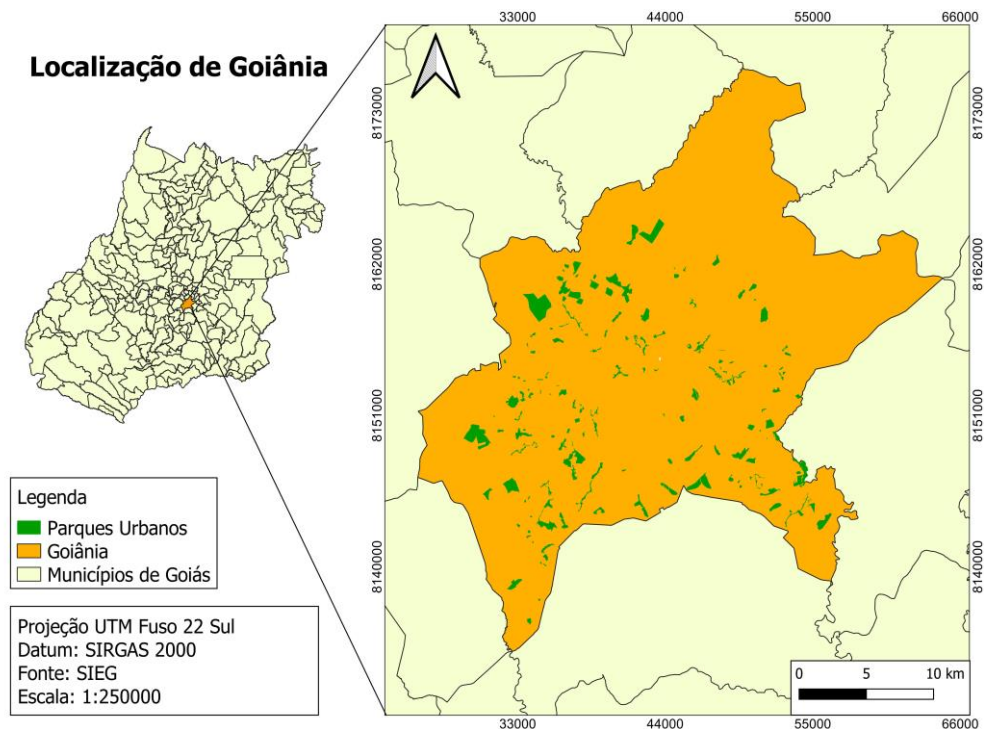 Localização de Goiânia
33000
44000
55000
66000
8173000
8173000
8162000
8162000
8151000
8151000
8140000
8140000
Legenda
Parques Urbanos
Goiânia
Municípios de Goiás
Projeção UTM Fuso 22 Sul
Datum: SIRGAS 2000
Fonte: SIEG
Escala: 1:250000
0 5 10 km
33000
44000
55000
66000